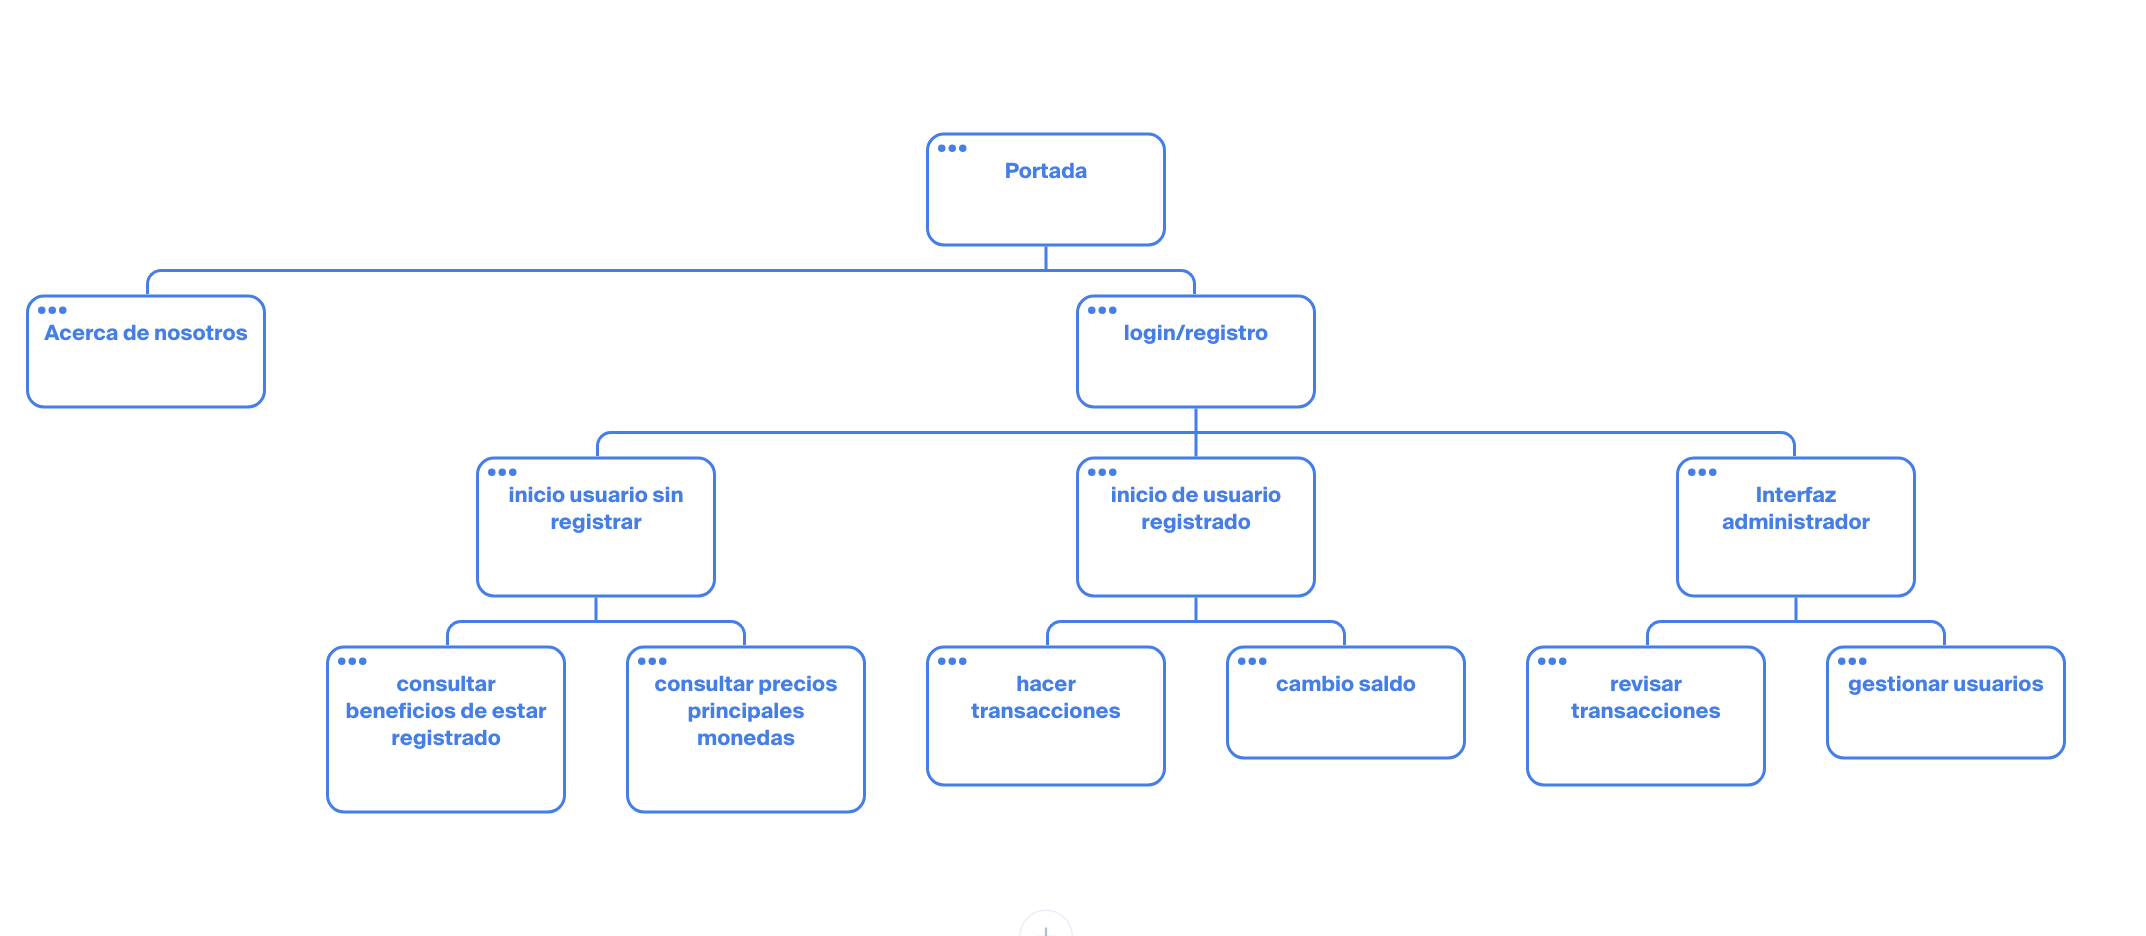 Portada
Acerca de nosotros
login/registro
inicio usuario sin
registrar
inicio de usuario
registrado
Interfaz
administrador
consultar
beneficios de estar
registrado
consultar precios
principales
monedas
hacer
transacciones
cambio saldo
revisar
transacciones
gestionar usuarios